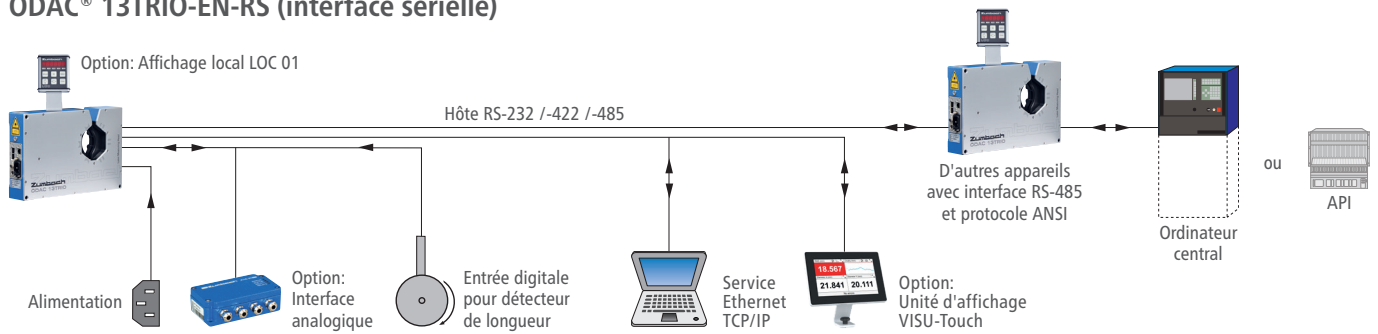 ODAC® 13TRIO-EN-RS (interface sérielle)
Option: Affichage local LOC 01
Hôte RS-232 /-422 /-485
Zumbach
ODAC 13TRIO
Zumbach
ODAC 13TRIO
D'autres appareils
avec interface RS-485
et protocole ANSI
ou
API
Ordinateur
central
Alimentation
Option:
Interface
analogique
Entrée digitale
pour détecteur
de longueur
Service
Ethernet
TCP/IP
18.567
21.841
20.111
Option:
Unité d'affichage
VISU-Touch